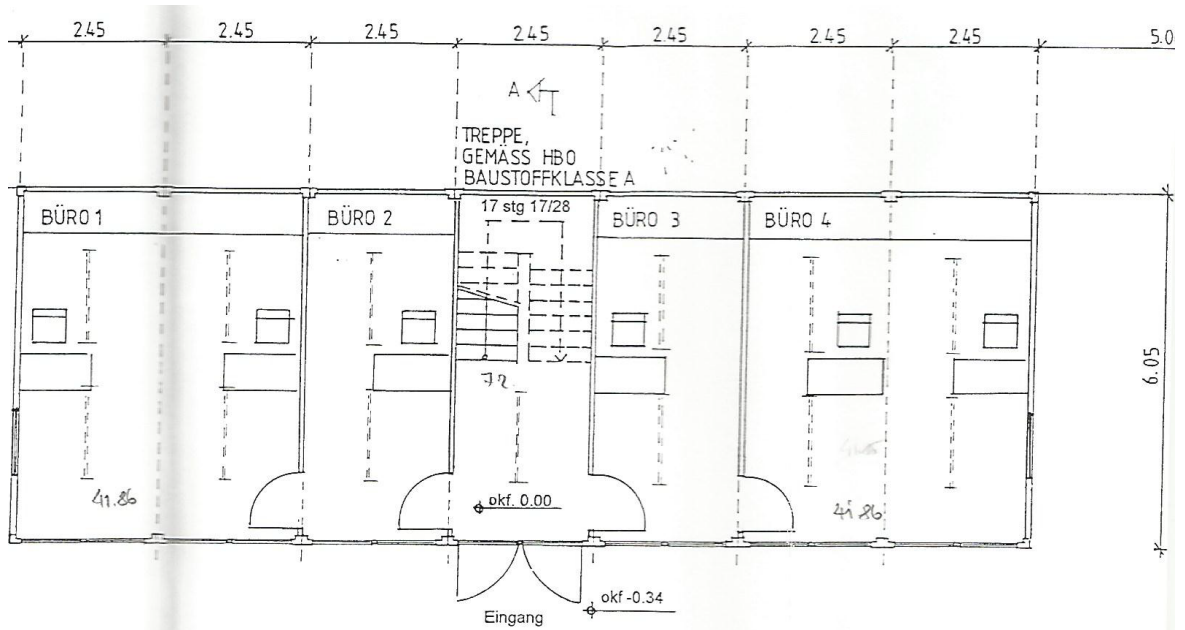 2.45 2.45 2.45 2.45 2.45 2.45 2.45 5.0
A
TREPPE,
GEMÄSS HBO
BAUSTOFFKLASSE A
17 stg 17/28
BÜRO 1 BÜRO 2 BÜRO 3 BÜRO 4
6.05
72
41.86
okf. 0.00
41.86
okf -0.34
Eingang